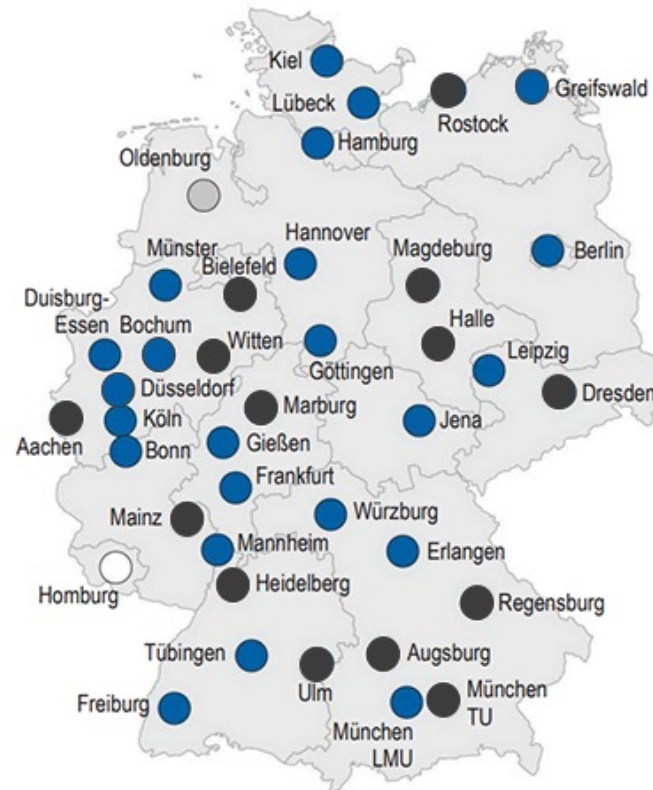 Kiel
Greifswald
Lübeck
Rostock
Hamburg
Oldenburg
Hannover
Münster
Magdeburg
Berlin
Bielefeld
Duisburg-
Essen
Bochum
Witten
Halle
Leipzig
Göttingen
Düsseldorf
Dresden
Marburg
Köln
Jena
Aachen
Bonn
Gießen
Frankfurt
Mainz
Würzburg
Mannheim
Erlangen
Homburg
Heidelberg
Regensburg
Tübingen
Augsburg
Ulm
Freiburg
München
TU
München
LMU